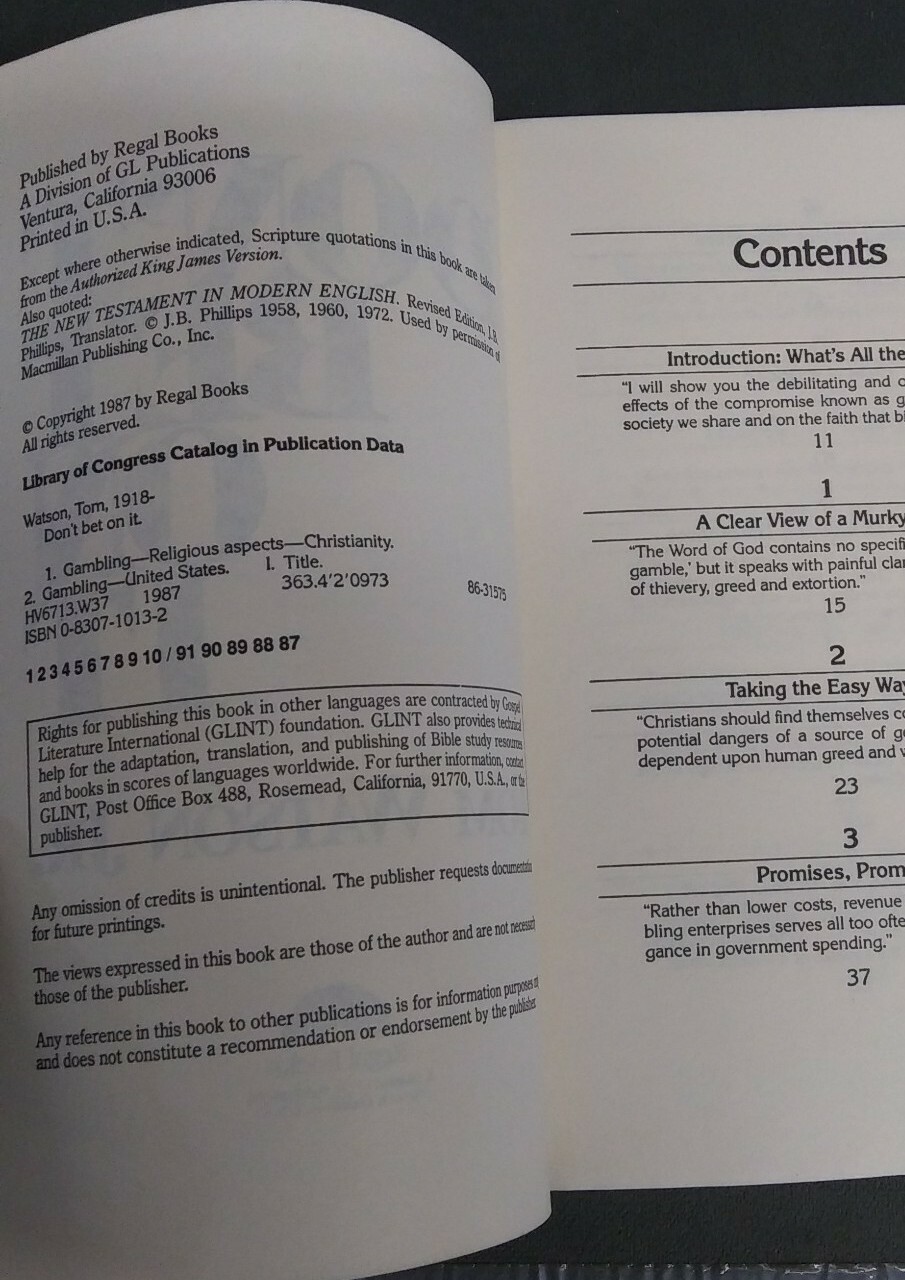 Published by Regal Books
A Division of GL Publications
Ventura, California 93006
Printed in U.S.A.
Except where otherwise indicated, Scripture quotations in this book are taken
from the Authorized King James Version.
Also quoted:
THE NEW TESTAMENT IN MODERN ENGLISH. Revised Edition, J.B.
Phillips, Translator. © J.B. Phillips 1958, 1960, 1972. Used by permission of
Macmillan Publishing Co., Inc.
© Copyright 1987 by Regal Books
All rights reserved.
Library of Congress Catalog in Publication Data
Watson, Tom, 1918-
Don't bet on it.
1. Gambling—Religious aspects—Christianity.
2. Gambling—United States. I. Title.
HV6713.W37 1987 363.4'2'0973 86-31575
ISBN 0-8307-1013-2
1 2 3 4 5 6 7 8 9 10 / 91 90 89 88 87
Rights for publishing this book in other languages are contracted by Gospel
Literature International (GLINT) foundation. GLINT also provides technical
help for the adaptation, translation, and publishing of Bible study resources
and books in scores of languages worldwide. For further information, contact
GLINT, Post Office Box 488, Rosemead, California, 91770, U.S.A., or the
publisher.
Any omission of credits is unintentional. The publisher requests documentation
for future printings.
The views expressed in this book are those of the author and are not
those of the publisher.
Any reference in this book to other publications is for information purposes
and does not constitute a recommendation or endorsement by the publisher.
Contents
Introduction: What's All the
"I will show you the debilitating and
effects of the compromise known as
society we share and on the faith that
11
1
A Clear View of a Murky
"The Word of God contains no
gamble,' but it speaks with painful
of thievery, greed and extortion."
15
2
Taking the Easy
"Christians should find themselves
potential dangers of a source of
dependent upon human greed and
23
3
Promises,
"Rather than lower costs, revenue
bling enterprises serves all too
gance in government spending."
37